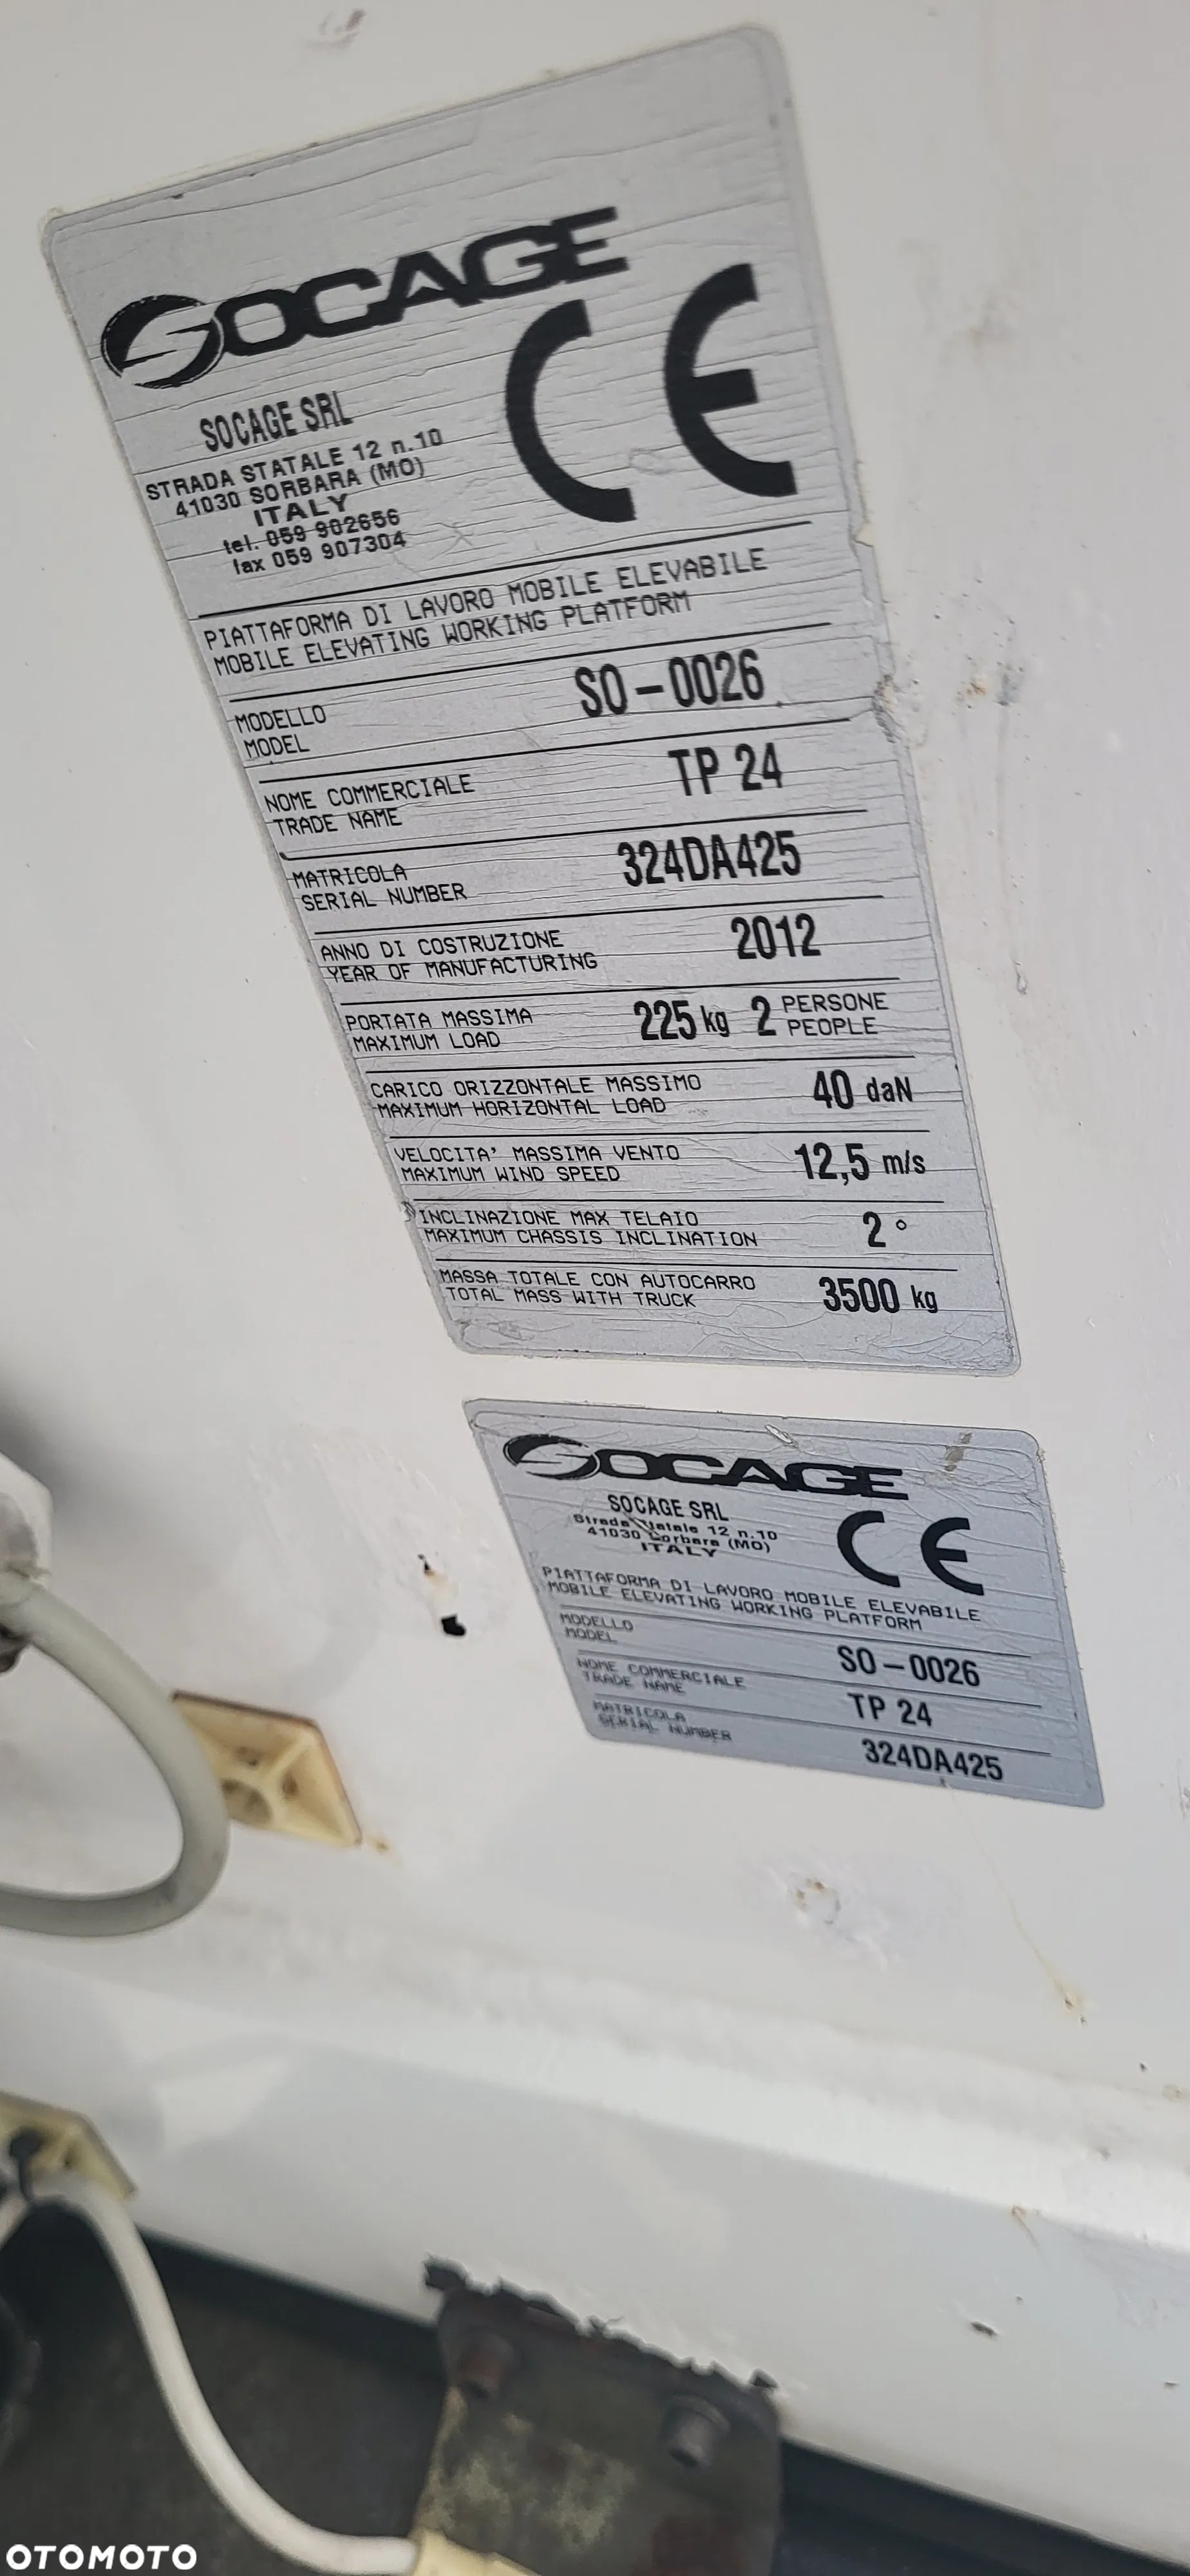 SOCAGE
CE
SOCAGE SRL
STRADA STATALE 12 n.10
41030 SORBARA (MO)
ITALY
tel. 059 902656
fax 059 907304
PIATTAFORMA DI LAVORO MOBILE ELEVABILE
MOBILE ELEVATING WORKING PLATFORM
MODELLO
MODEL
SO-0026
NOME COMMERCIALE
TRADE NAME
TP 24
MATRICOLA
SERIAL NUMBER
324DA425
ANNO DI COSTRUZIONE
YEAR OF MANUFACTURING
2012
PORTATA MASSIMA
MAXIMUM LOAD
225 kg 2 PERSONE
PEOPLE
CARICO ORIZZONTALE MASSIMO
MAXIMUM HORIZONTAL LOAD
40 daN
VELOCITA' MASSIMA VENTO
MAXIMUM WIND SPEED
12,5 m/s
INCLINAZIONE MAX TELAIO
MAXIMUM CHASSIS INCLINATION
2°
MASSA TOTALE CON AUTOCARRO
TOTAL MASS WITH TRUCK
3500 kg
SOCAGE
CE
SOCAGE SRL
Strada Statale 12 n.10
41030 Sorbara (MO)
ITALY
PIATTAFORMA DI LAVORO MOBILE ELEVABILE
MOBILE ELEVATING WORKING PLATFORM
MODELLO
MODEL
SO-0026
NOME COMMERCIALE
TRADE NAME
TP 24
MATRICOLA
SERIAL NUMBER
324DA425
OTOMOTO